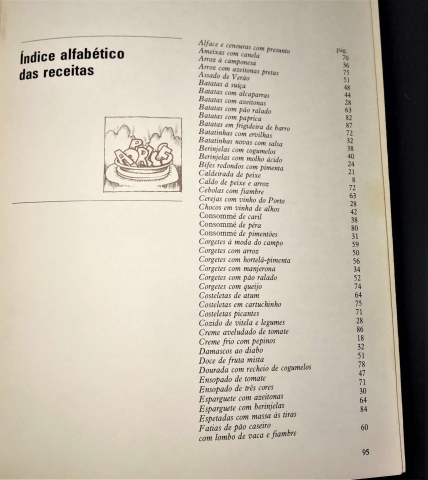 Índice alfabético
das receitas
pág.
Alface e cenouras com presunto 70
Ameixas com canela 36
Arroz à camponesa 75
Arroz com azeitonas pretas 51
Assado de Verão 48
Batatas à suíça 44
Batatas com alcaparras 28
Batatas com azeitonas 63
Batatas com pão ralado 82
Batatas com paprica 87
Batatas em frigideira de barro 72
Batatinhas com ervilhas 32
Batatinhas novas com salsa 38
Berinjelas com cogumelos 40
Berinjelas com molho ácido 24
Bifes redondos com pimenta 21
Caldeirada de peixe 8
Caldo de peixe e arroz 72
Cebolas com fiambre 63
Cerejas com vinho do Porto 28
Chocos em vinha de alhos 42
Consommé de caril 38
Consommé de pêra 80
Consommé de pimentões 31
Corgetes à moda do campo 59
Corgetes com arroz 50
Corgetes com hortelã-pimenta 56
Corgetes com manjerona 34
Corgetes com pão ralado 52
Corgetes com queijo 74
Costeletas de atum 64
Costeletas em cartuchinho 75
Costeletas picantes 71
Cozido de vitela e legumes 28
Creme aveludado de tomate 86
Creme frio com pepinos 18
Damascos ao diabo 32
Doce de fruta mista 51
Dourada com recheio de cogumelos 78
Ensopado de tomate 47
Ensopado de três cores 71
Esparguete com azeitonas 30
Esparguete com berinjelas 64
Espetadas com massa às tiras 84
Fatias de pão caseiro
com lombo de vaca e fiambre 60
95